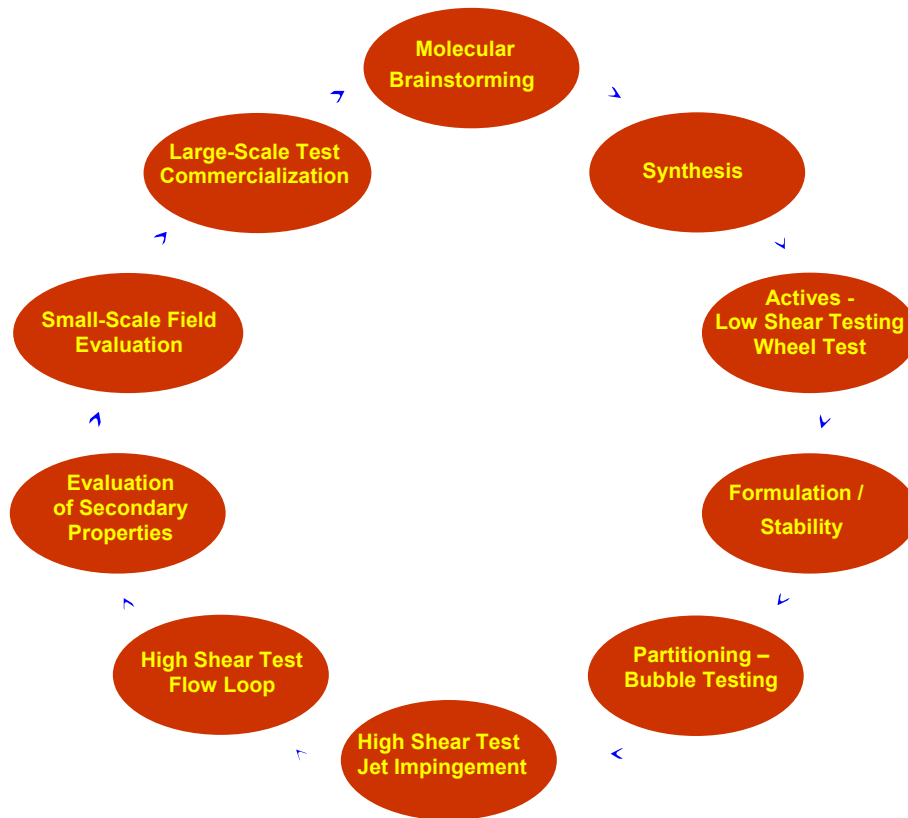 Molecular
Brainstorming
Synthesis
Actives -
Low Shear Testing
Wheel Test
Formulation /
Stability
Partitioning –
Bubble Testing
High Shear Test
Jet Impingement
High Shear Test
Flow Loop
Evaluation
of Secondary
Properties
Small-Scale Field
Evaluation
Large-Scale Test
Commercialization